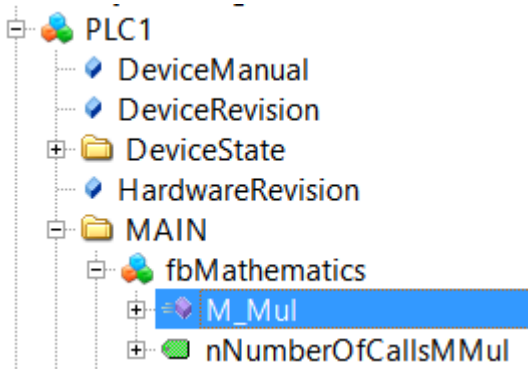 PLC1
DeviceManual
DeviceRevision
DeviceState
HardwareRevision
MAIN
fbMathematics
M_Mul
nNumberOfCallsMMul